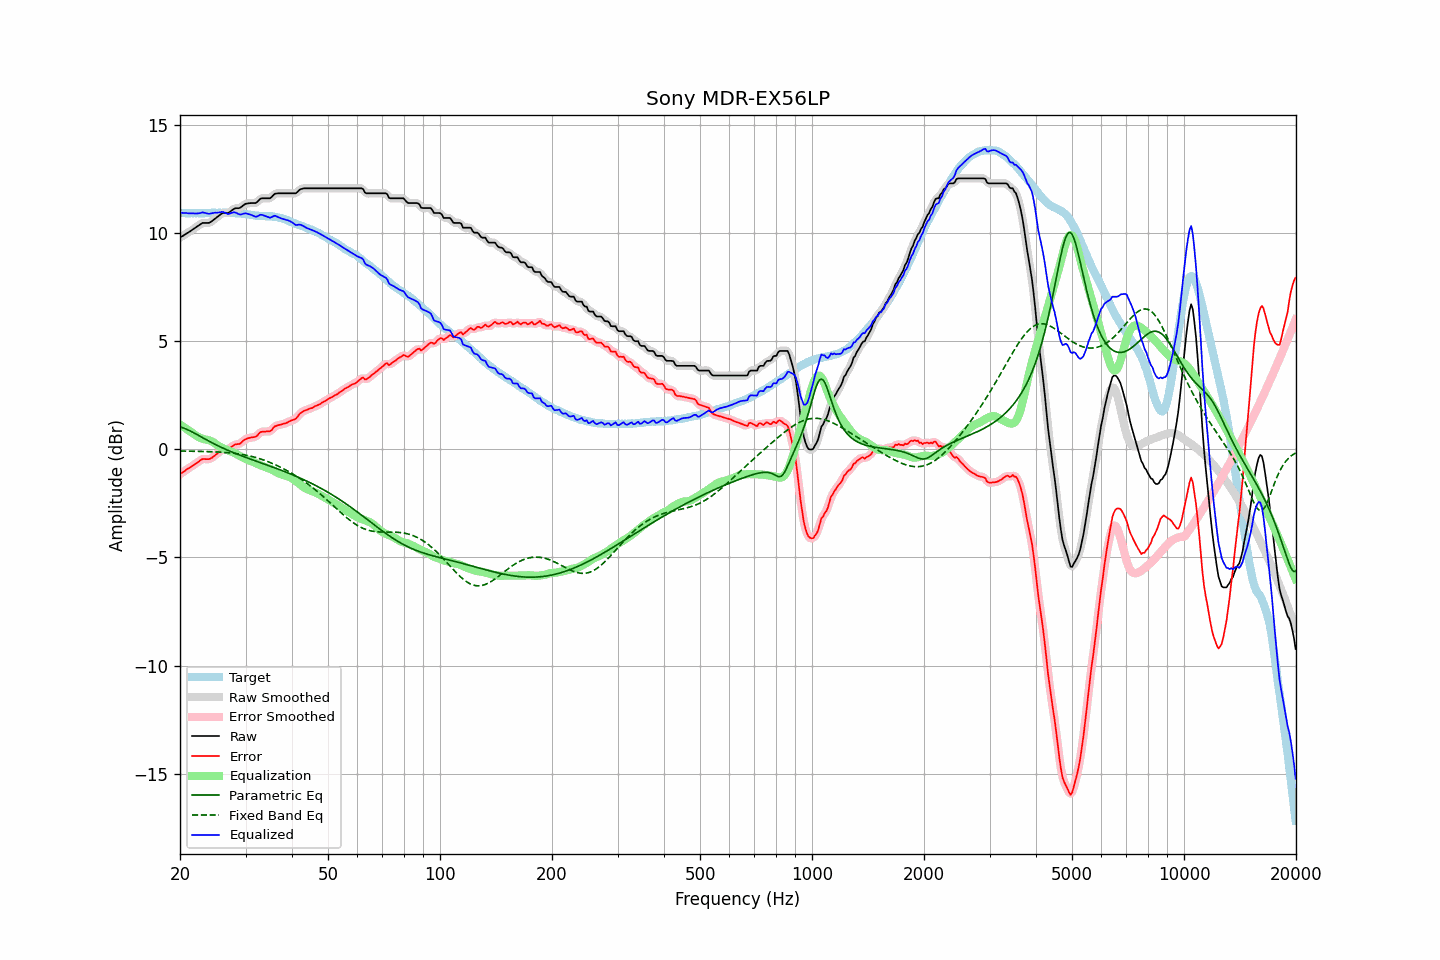 Sony MDR-EX56LP
Amplitude (dBr)
15
10
5
0
−5
−10
−15
Target
Raw Smoothed
Error Smoothed
Raw
Error
Equalization
Parametric Eq
Fixed Band Eq
Equalized
20 50 100 200 500 1000 2000 5000 10000 20000
Frequency (Hz)